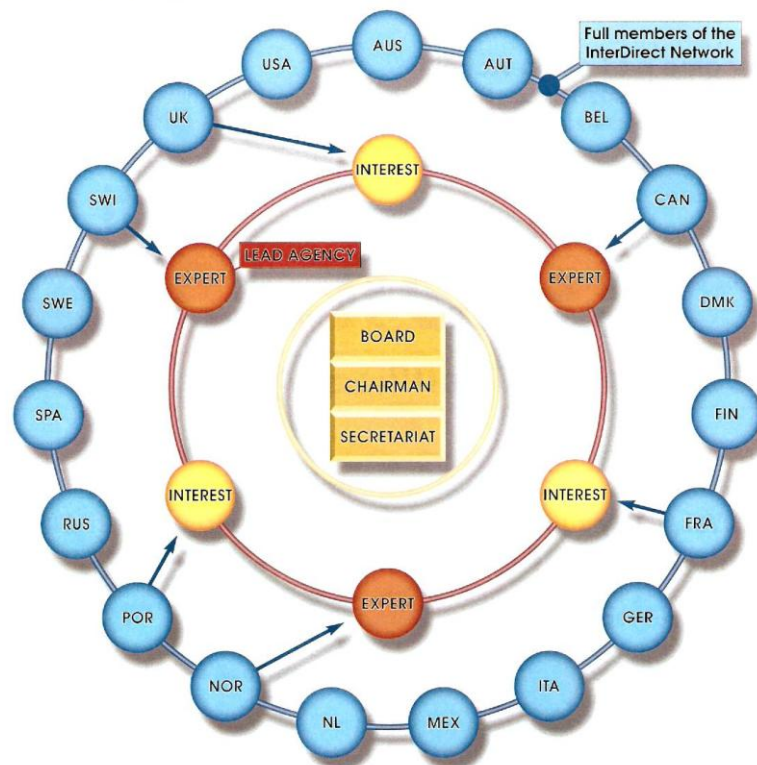 Full members of the
InterDirect Network
AUS
AUT
BEL
CAN
DMK
FIN
FRA
GER
ITA
MEX
NL
NOR
POR
RUS
SPA
SWE
SWI
UK
USA
INTEREST
EXPERT
INTEREST
EXPERT
INTEREST
EXPERT
LEAD AGENCY
BOARD
CHAIRMAN
SECRETARIAT